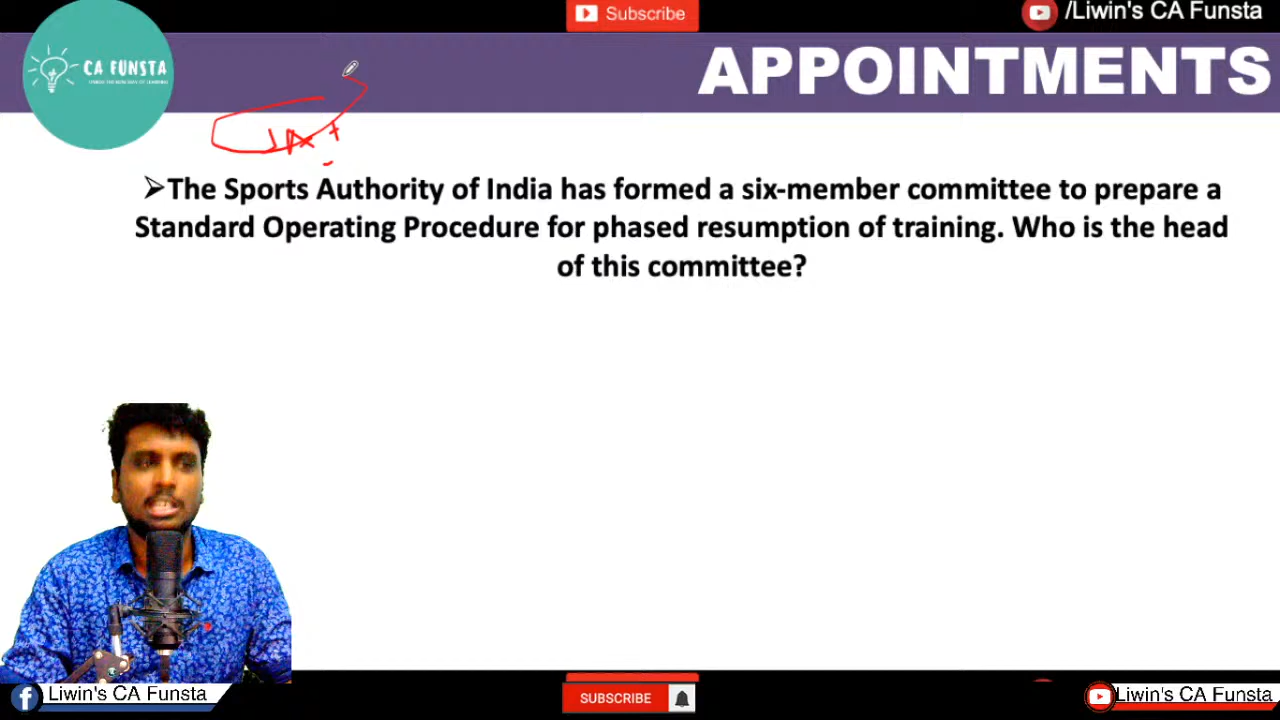 Subscribe
/Liwin's CA Funsta
CA FUNSTA
APPOINTMENTS
➢The Sports Authority of India has formed a six-member committee to prepare a
Standard Operating Procedure for phased resumption of training. Who is the head
of this committee?
Liwin's CA Funsta
SUBSCRIBE
Liwin's CA Funsta